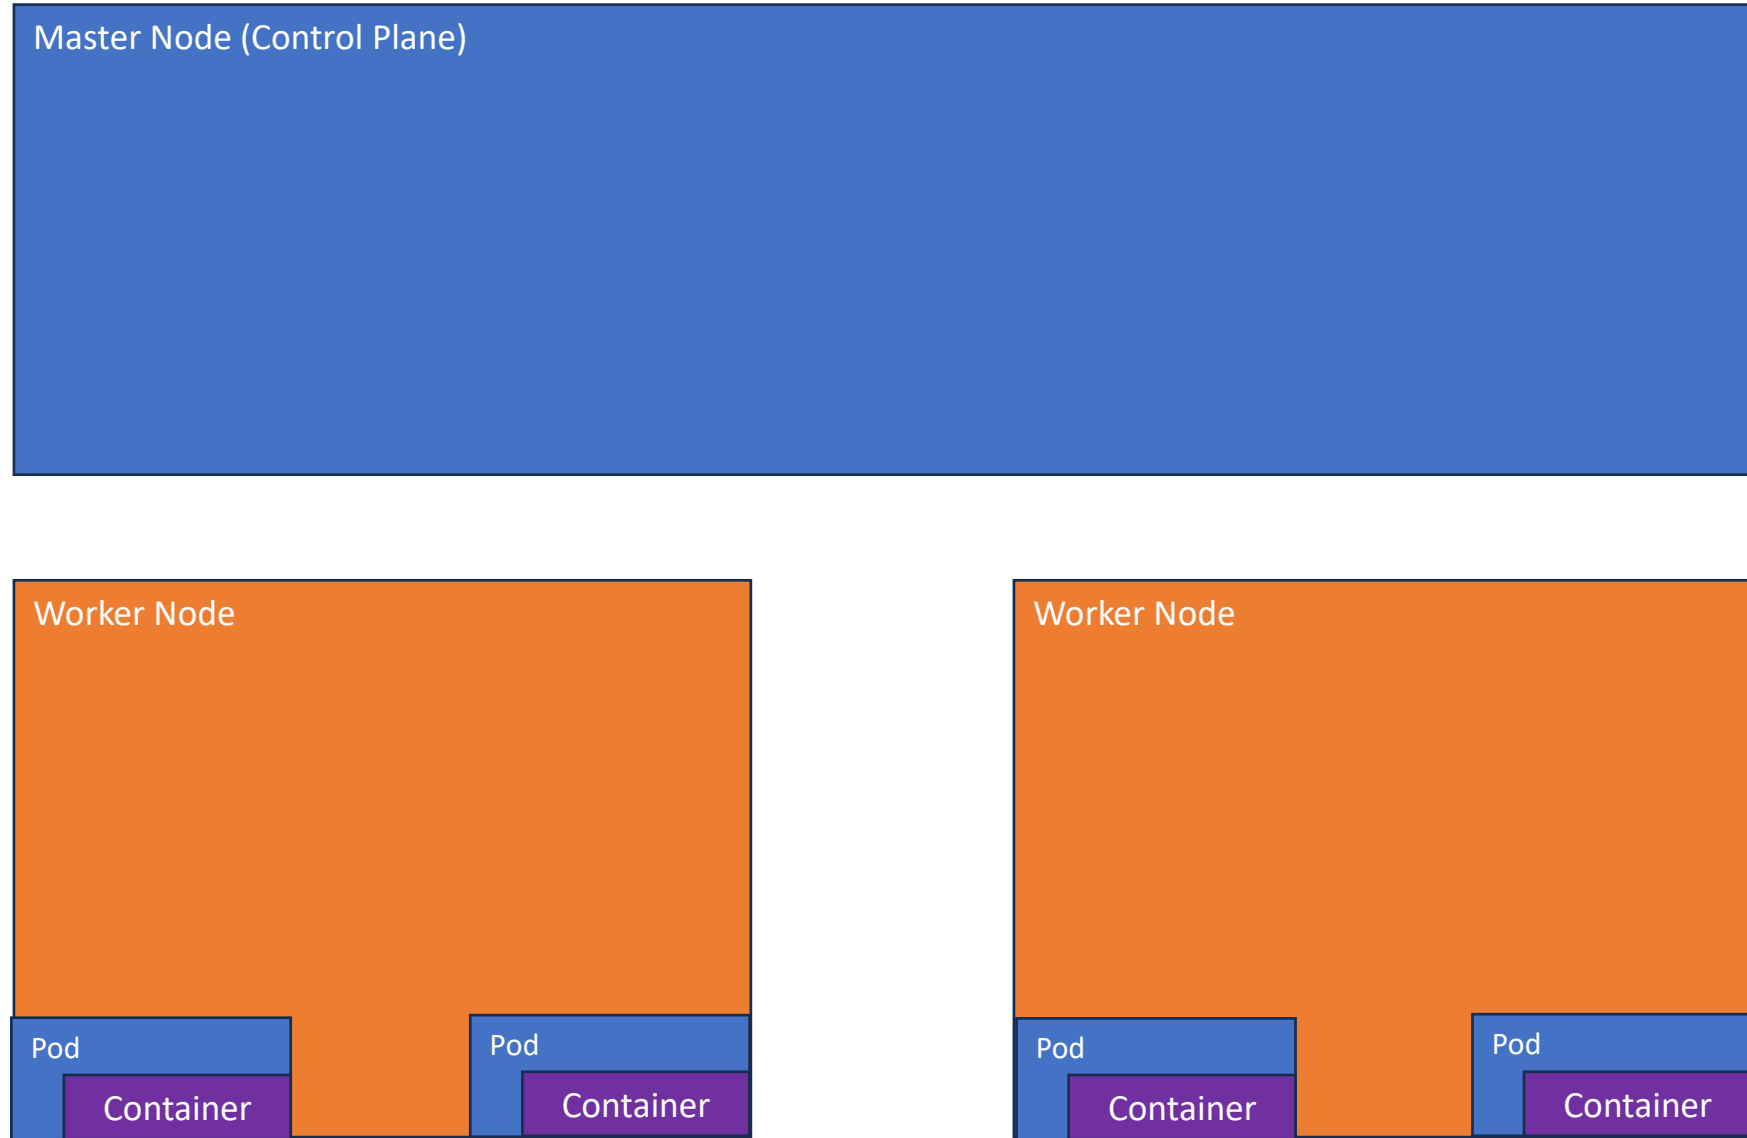 Master Node (Control Plane)
Worker Node
Worker Node
Pod
Pod
Pod
Pod
Container
Container
Container
Container